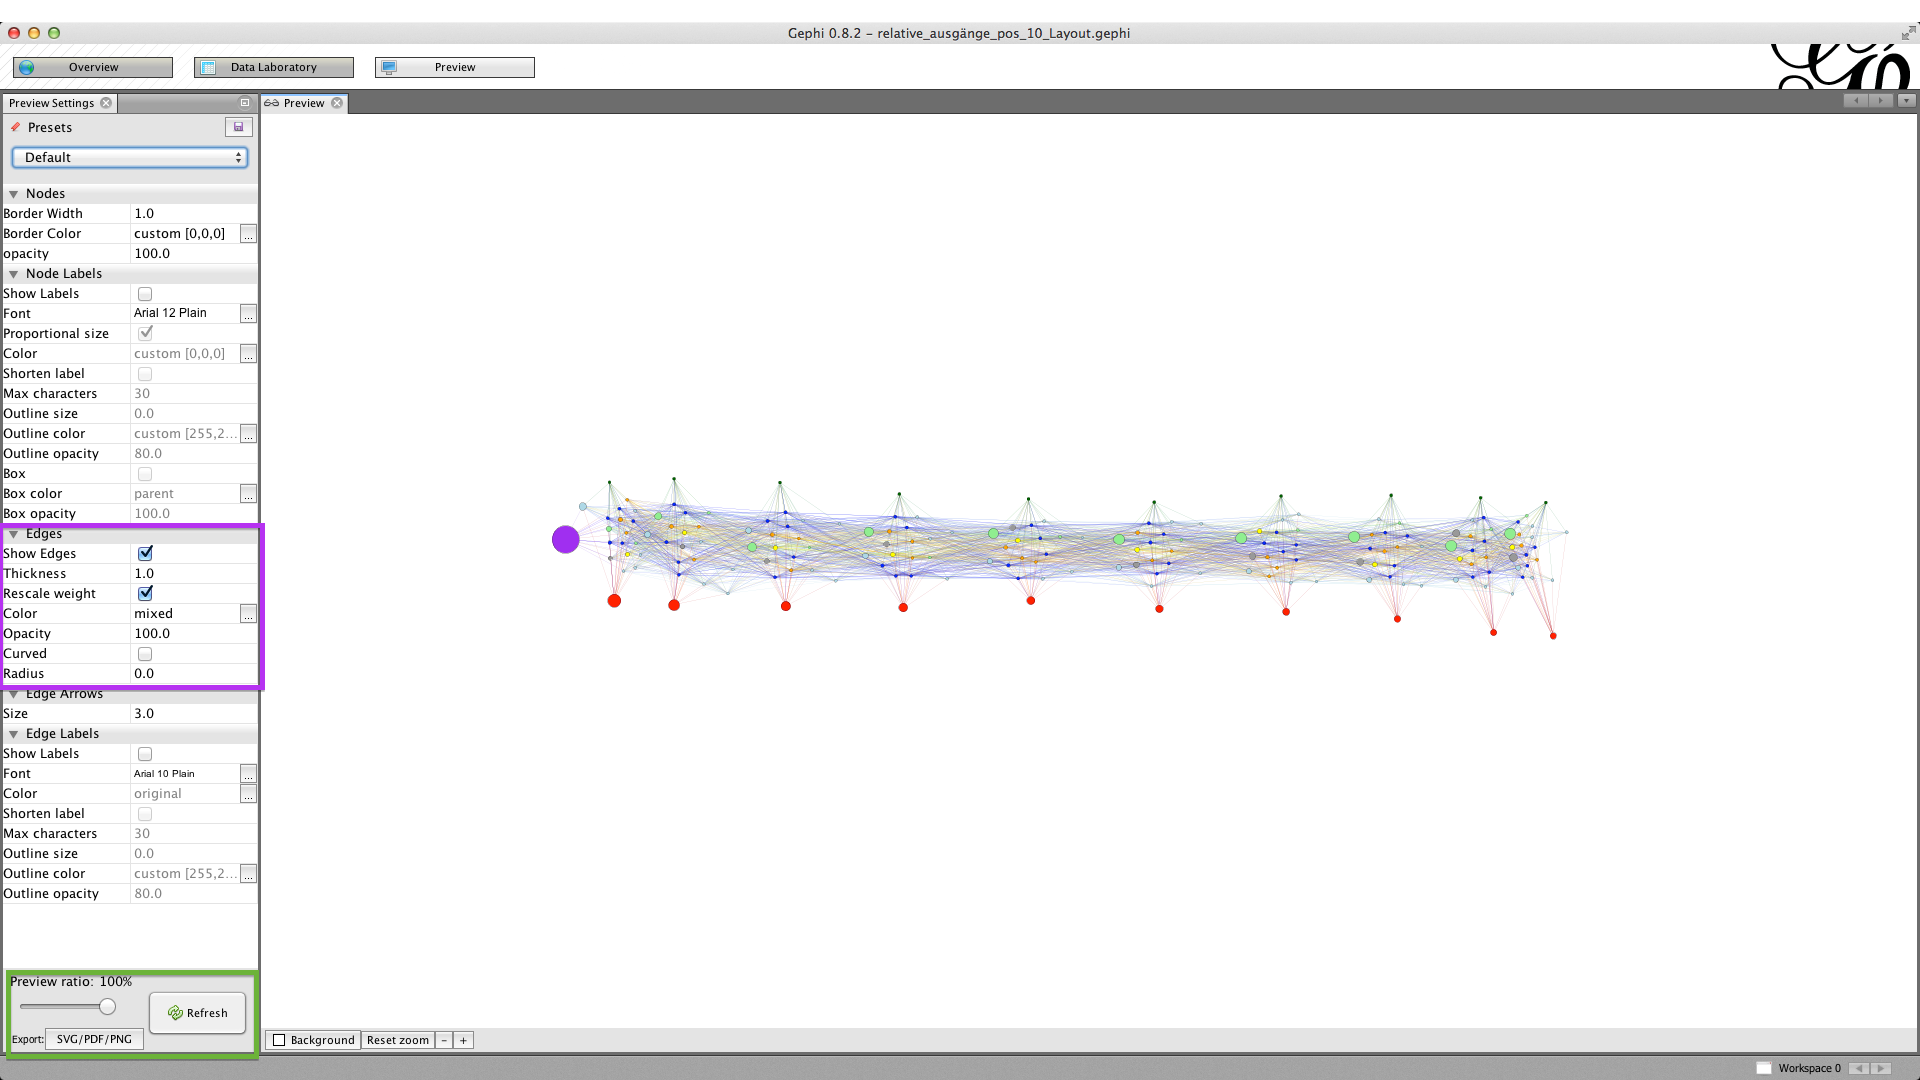 Gephi 0.8.2 – relative_ausgänge_pos_10_Layout.gephi
Overview
Data Laboratory
Preview
Preview Settings
Preview
Presets
Default
Nodes
Border Width 1.0
Border Color custom [0,0,0] ...
opacity 100.0
Node Labels
Show Labels
Font Arial 12 Plain ...
Proportional size
Color custom [0,0,0] ...
Shorten label
Max characters 30
Outline size 0.0
Outline color custom [255,2... ...
Outline opacity 80.0
Box
Box color parent ...
Box opacity 100.0
Edges
Show Edges
Thickness 1.0
Rescale weight
Color mixed ...
Opacity 100.0
Curved
Radius 0.0
Edge Arrows
Size 3.0
Edge Labels
Show Labels
Font Arial 10 Plain ...
Color original ...
Shorten label
Max characters 30
Outline size 0.0
Outline color custom [255,2... ...
Outline opacity 80.0
Preview ratio: 100%
Refresh
Export: SVG/PDF/PNG
Background Reset zoom - +
Workspace 0